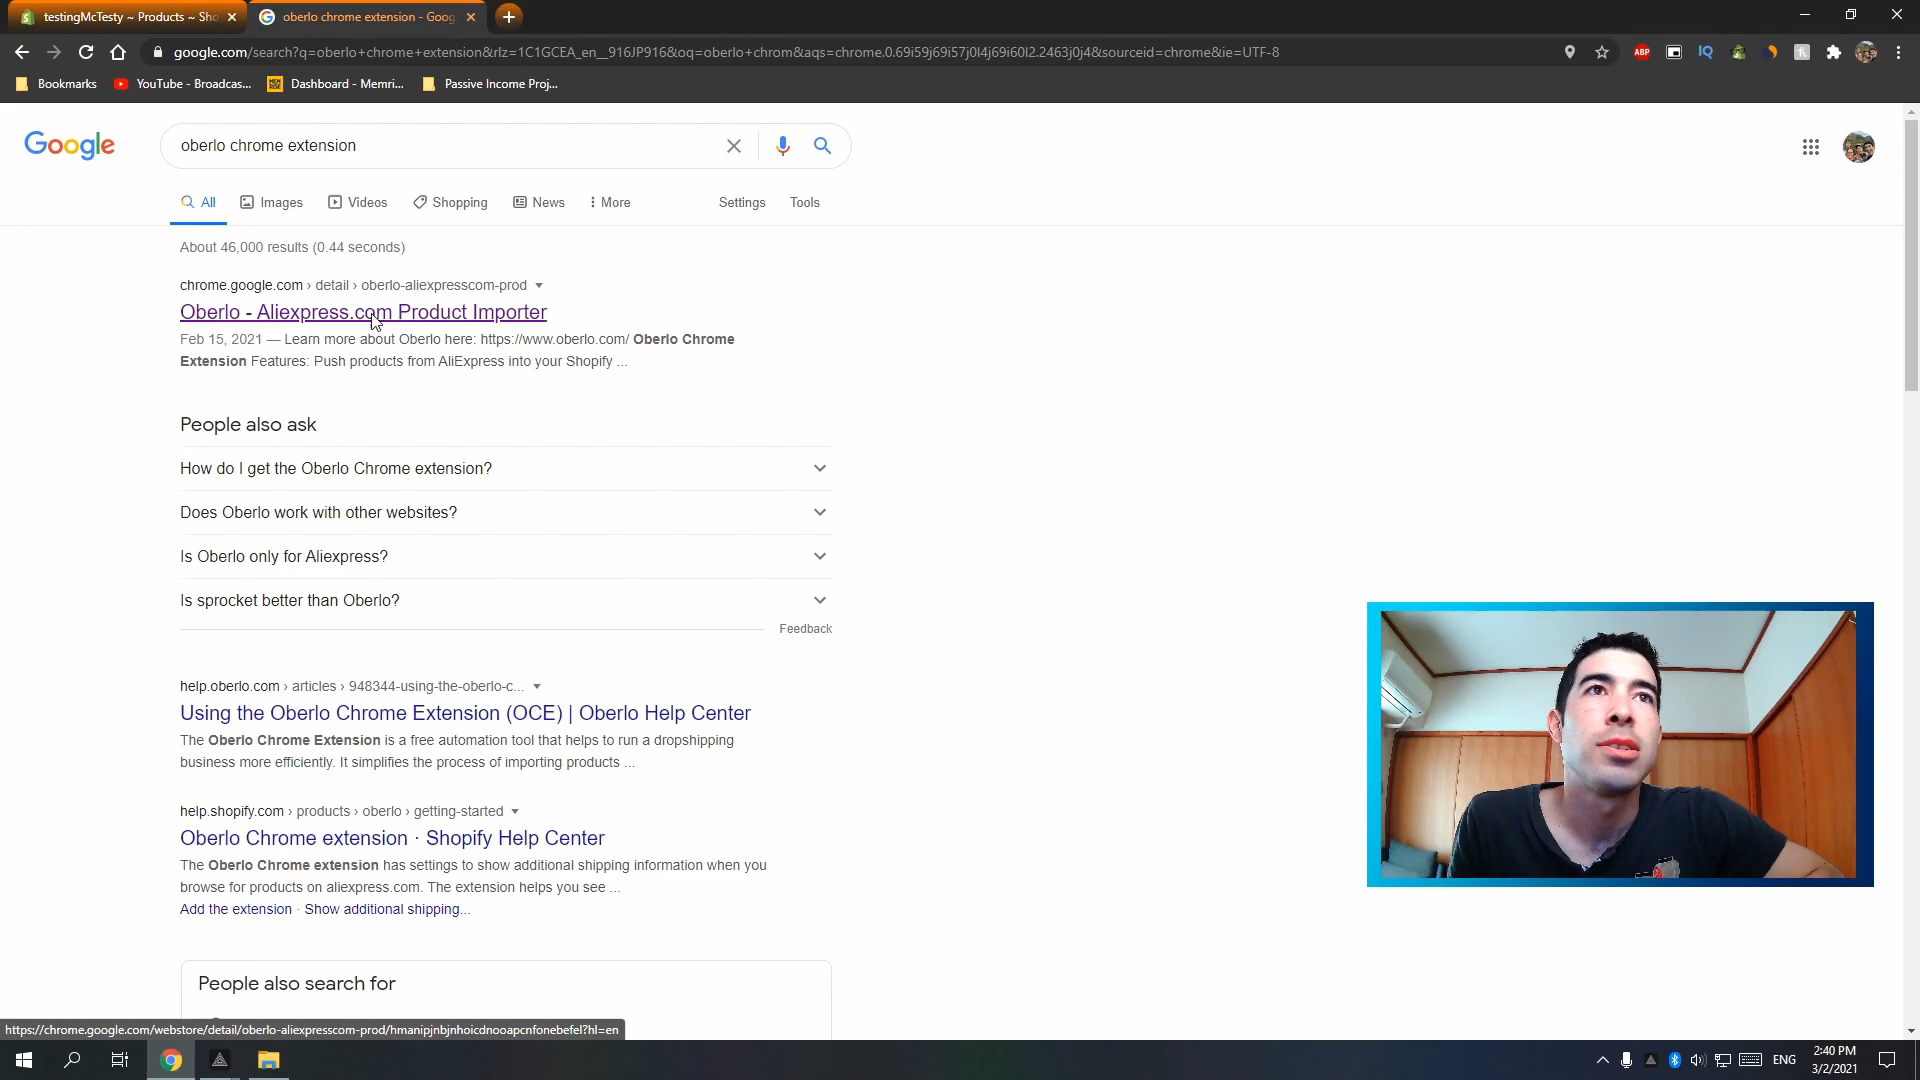 testingMcTesty ~ Products ~ Sho
oberlo chrome extension - Goog
google.com/search?q=oberlo+chrome+extension&rlz=1C1GCEA_en__916JP916&oq=oberlo+chrom&aqs=chrome.0.69i59j69i57j0l4j69i60l2.2463j0j4&sourceid=chrome&ie=UTF-8
ABP
IQ
Bookmarks
YouTube - Broadcas...
Dashboard - Memri...
Passive Income Proj...
Google
oberlo chrome extension
All
Images
Videos
Shopping
News
More
Settings
Tools
About 46,000 results (0.44 seconds)
chrome.google.com › detail › oberlo-aliexpresscom-prod
Oberlo - Aliexpress.com Product Importer
Feb 15, 2021 — Learn more about Oberlo here: https://www.oberlo.com/ Oberlo Chrome
Extension Features: Push products from AliExpress into your Shopify ...
People also ask
How do I get the Oberlo Chrome extension?
Does Oberlo work with other websites?
Is Oberlo only for Aliexpress?
Is sprocket better than Oberlo?
Feedback
help.oberlo.com › articles › 948344-using-the-oberlo-c...
Using the Oberlo Chrome Extension (OCE) | Oberlo Help Center
The Oberlo Chrome Extension is a free automation tool that helps to run a dropshipping
business more efficiently. It simplifies the process of importing products ...
help.shopify.com › products › oberlo › getting-started
Oberlo Chrome extension · Shopify Help Center
The Oberlo Chrome extension has settings to show additional shipping information when you
browse for products on aliexpress.com. The extension helps you see ...
Add the extension · Show additional shipping...
People also search for
https://chrome.google.com/webstore/detail/oberlo-aliexpresscom-prod/hmanipjnbjnhoicdnooapcnfonebefel?hl=en
ENG
2:40 PM
3/2/2021